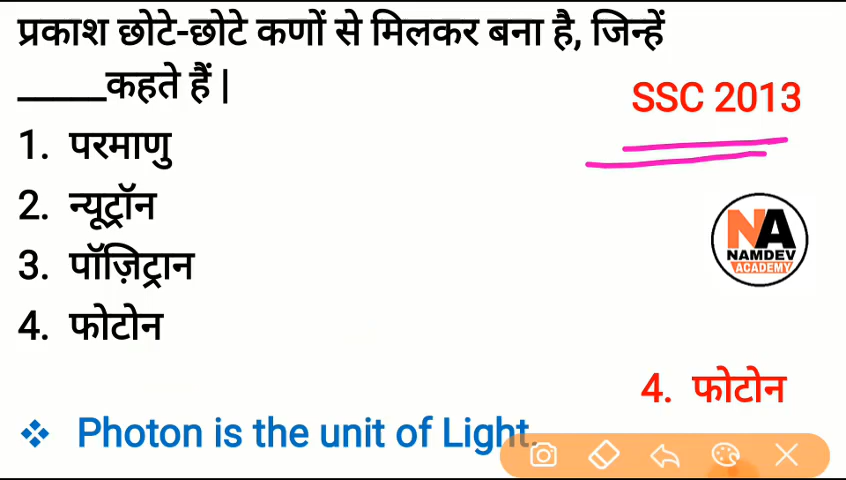 प्रकाश छोटे-छोटे कणों से मिलकर बना है, जिन्हें
_____कहते हैं |
SSC 2013
1. परमाणु
2. न्यूट्रॉन
3. पॉज़िट्रान
4. फोटोन
NA
NAMDEV
ACADEMY
4. फोटोन
❖ Photon is the unit of Light.